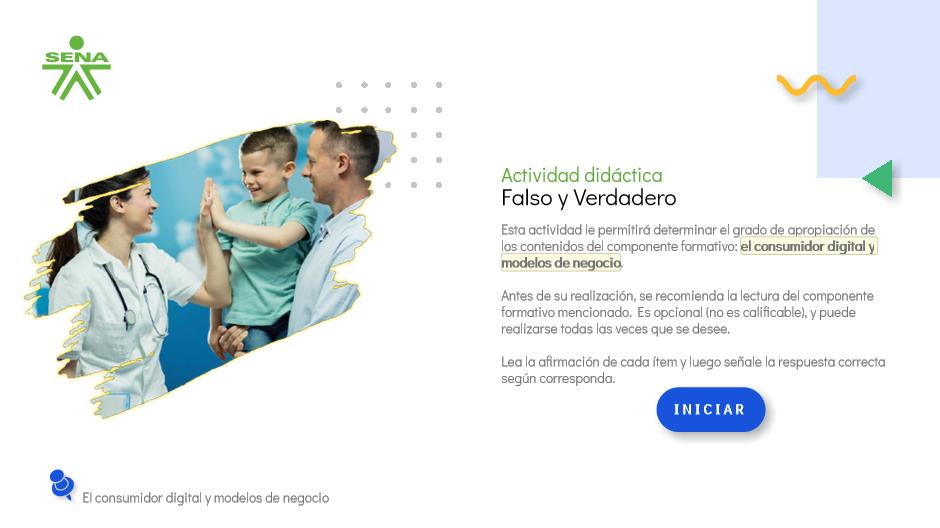 SENA
Actividad didáctica
Falso y Verdadero
Esta actividad le permitirá determinar el grado de apropiación de
los contenidos del componente formativo: el consumidor digital y
modelos de negocio.
Antes de su realización, se recomienda la lectura del componente
formativo mencionado. Es opcional (no es calificable), y puede
realizarse todas las veces que se desee.
Lea la afirmación de cada ítem y luego señale la respuesta correcta
según corresponda.
INICIAR
El consumidor digital y modelos de negocio